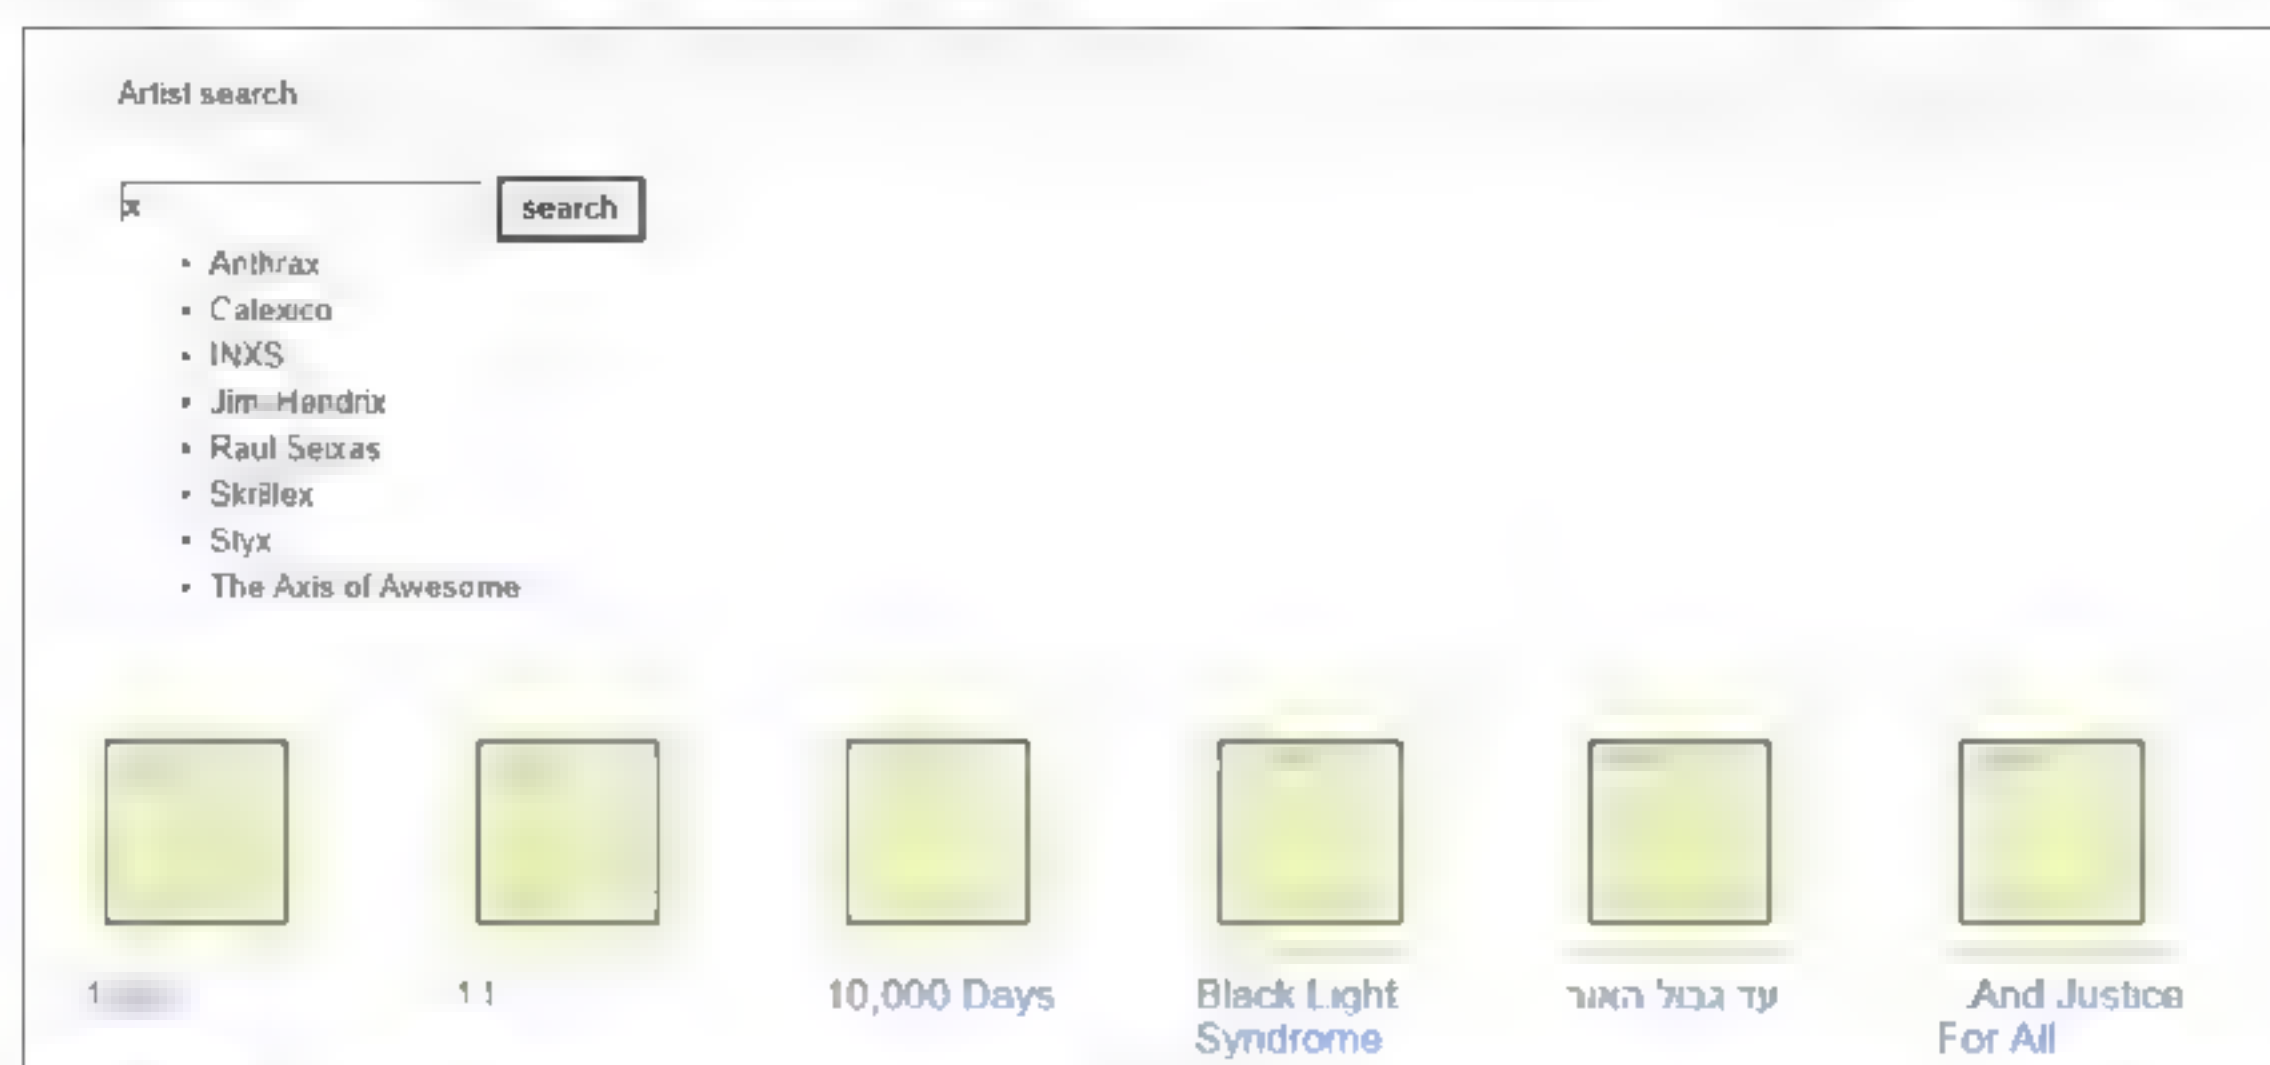 Artist search
x
search
• Anthrax
• Calexico
• INXS
• Jimi Hendrix
• Raul Seixas
• Skrillex
• Styx
• The Axis of Awesome
1
10,000 Days
Black Light
Syndrome
עד גבול האור
And Justice
For All